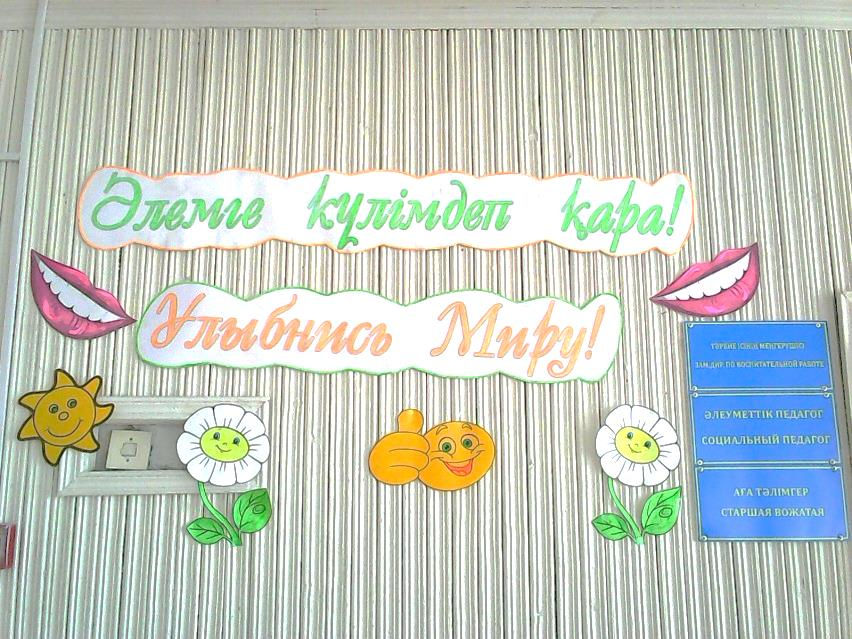 Әлемге күлімдеп қара!
Улыбнись Миру!
ТӘРБИЕ ІСІНІҢ МЕҢГЕРУШІСІ
ЗАМ.ДИР. ПО ВОСПИТАТЕЛЬНОЙ РАБОТЕ
ӘЛЕУМЕТТІК ПЕДАГОГ
СОЦИАЛЬНЫЙ ПЕДАГОГ
АҒА ТӘЛІМГЕР
СТАРШАЯ ВОЖАТАЯ